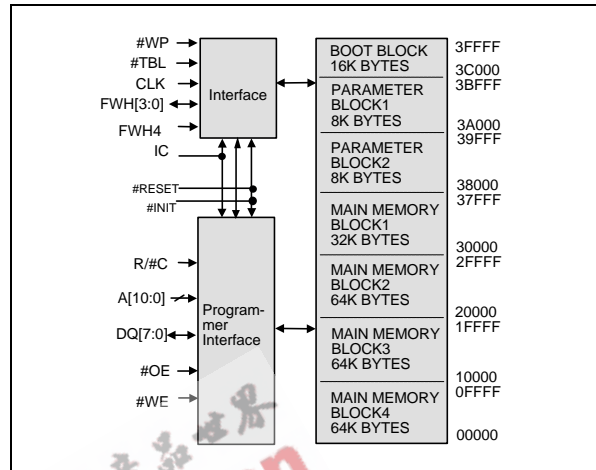 #WP
#TBL
CLK
FWH[3:0]
FWH4
IC
#RESET
#INIT
R/#C
A[10:0]
DQ[7:0]
#OE
#WE
Interface
Program-
mer
Interface
BOOT BLOCK
16K BYTES
PARAMETER
BLOCK1
8K BYTES
PARAMETER
BLOCK2
8K BYTES
MAIN MEMORY
BLOCK1
32K BYTES
MAIN MEMORY
BLOCK2
64K BYTES
MAIN MEMORY
BLOCK3
64K BYTES
MAIN MEMORY
BLOCK4
64K BYTES
3FFFF
3C000
3BFFF
3A000
39FFF
38000
37FFF
30000
2FFFF
20000
1FFFF
10000
0FFFF
00000